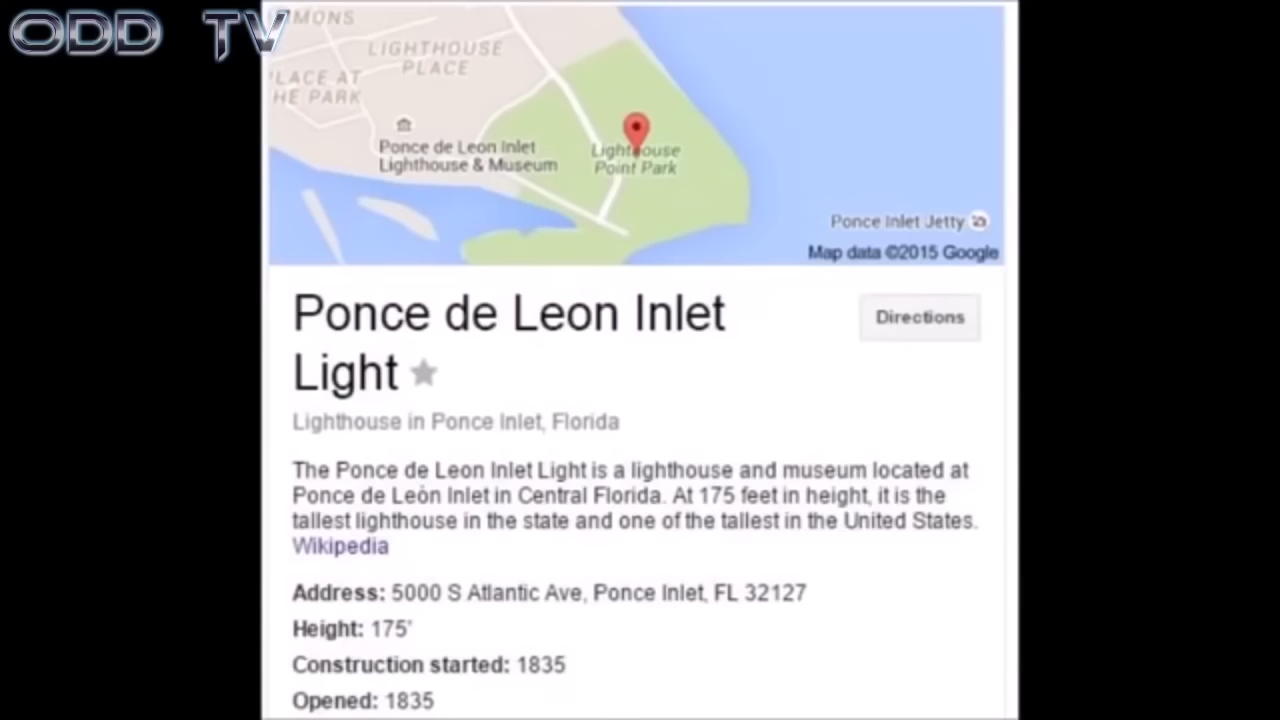 ODD TV
MMONS
LIGHTHOUSE
PLACE
PLACE AT
HE PARK
Ponce de Leon Inlet
Lighthouse & Museum
Lighthouse
Point Park
Ponce Inlet Jetty
Map data ©2015 Google
Ponce de Leon Inlet
Light
Directions
Lighthouse in Ponce Inlet, Florida
The Ponce de Leon Inlet Light is a lighthouse and museum located at
Ponce de León Inlet in Central Florida. At 175 feet in height, it is the
tallest lighthouse in the state and one of the tallest in the United States.
Wikipedia
Address: 5000 S Atlantic Ave, Ponce Inlet, FL 32127
Height: 175'
Construction started: 1835
Opened: 1835